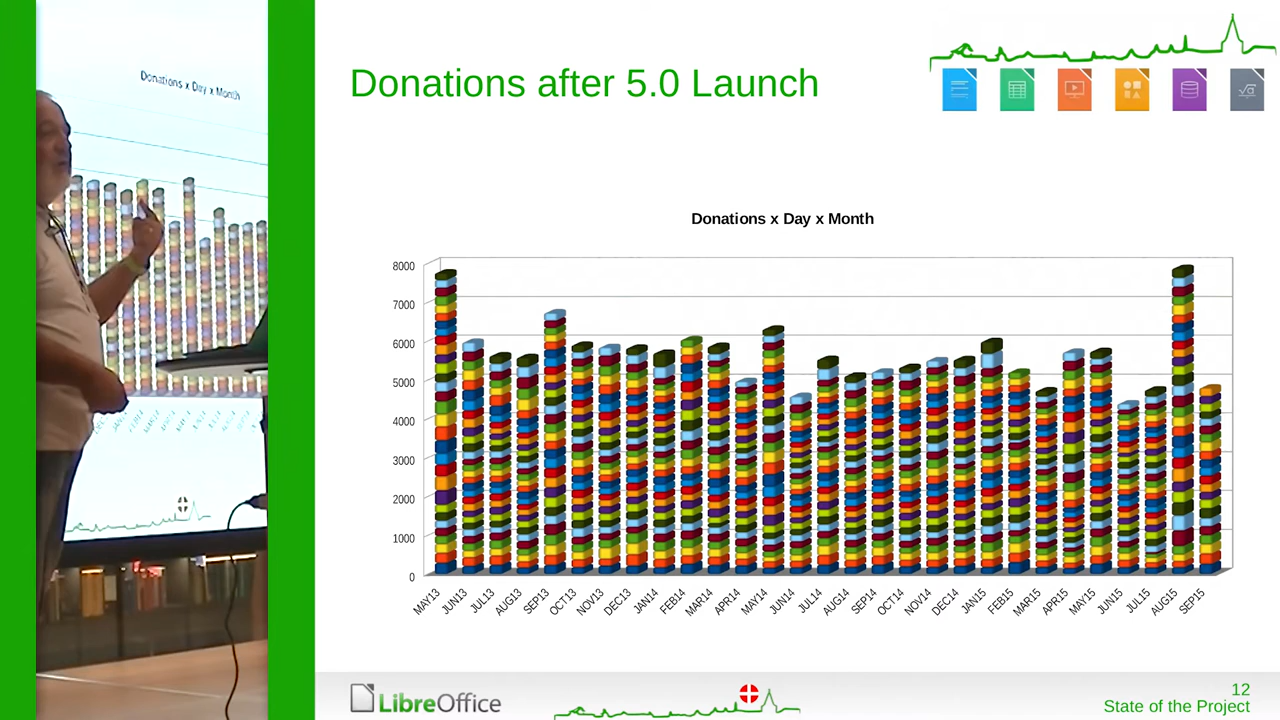 Donations x Day x Month
Donations after 5.0 Launch
√a
Donations x Day x Month
8000
7000
6000
5000
4000
3000
2000
1000
0
MAY13 JUN13 JUL13 AUG13 SEP13 OCT13 NOV13 DEC13 JAN14 FEB14 MAR14 APR14 MAY14 JUN14 JUL14 AUG14 SEP14 OCT14 NOV14 DEC14 JAN15 FEB15 MAR15 APR15 MAY15 JUN15 JUL15 AUG15 SEP15
LibreOffice
12
State of the Project